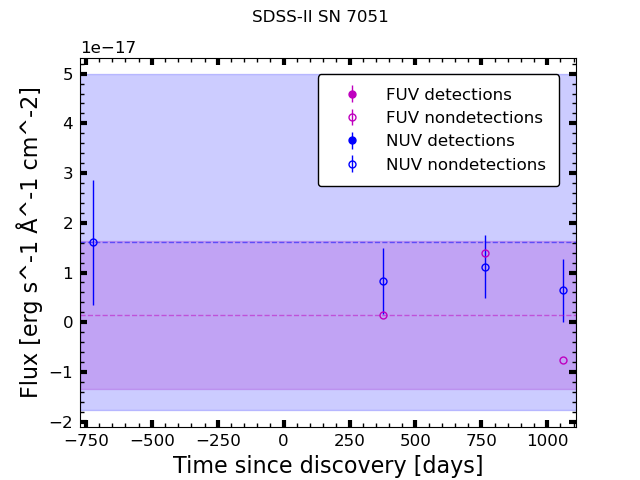 SDSS-II SN 7051
1e−17
5
4
3
2
1
0
−1
−2
Flux [erg s^-1 Å^-1 cm^-2]
FUV detections
FUV nondetections
NUV detections
NUV nondetections
−750 −500 −250 0 250 500 750 1000
Time since discovery [days]